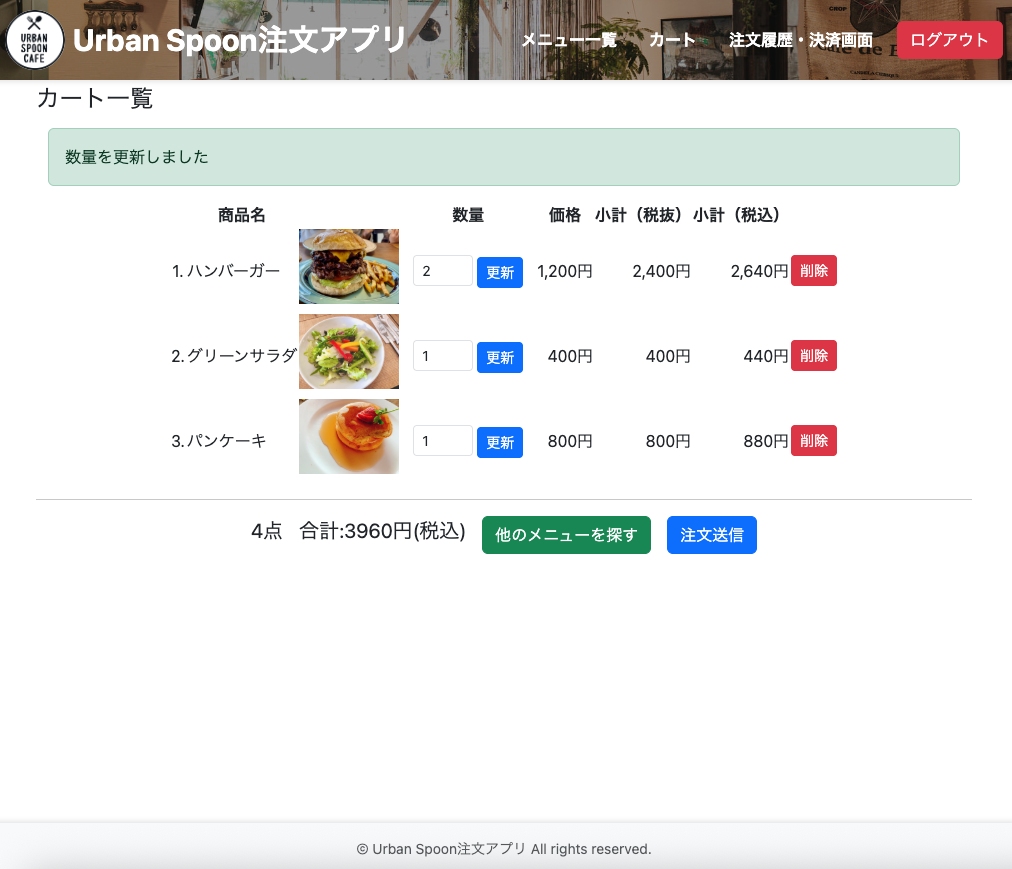 URBAN
SPOON
CAFE
Urban Spoon注文アプリ
メニュー一覧 カート 注文履歴・決済画面 ログアウト
カート一覧
数量を更新しました
商品名 数量 価格 小計（税抜） 小計（税込）
1. ハンバーガー 2 更新 1,200円 2,400円 2,640円 削除
2. グリーンサラダ 1 更新 400円 400円 440円 削除
3. パンケーキ 1 更新 800円 800円 880円 削除
4点 合計:3960円(税込) 他のメニューを探す 注文送信
© Urban Spoon注文アプリ All rights reserved.